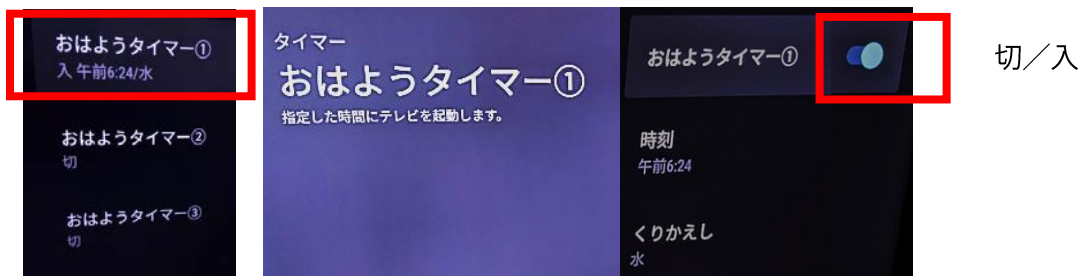 おはようタイマー①
入 午前6:24/水
おはようタイマー②
切
おはようタイマー③
切
タイマー
おはようタイマー①
指定した時間にテレビを起動します。
おはようタイマー①
時刻
午前6:24
くりかえし
水
切／入